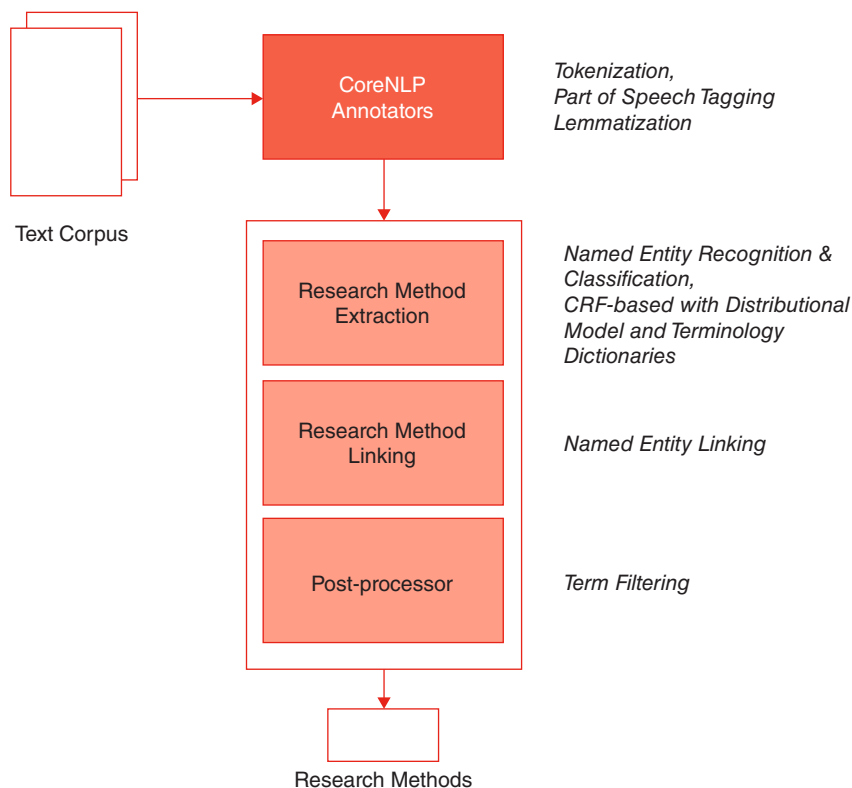 CoreNLP
Annotators
Tokenization,
Part of Speech Tagging
Lemmatization
Text Corpus
Research Method
Extraction
Named Entity Recognition &
Classification,
CRF-based with Distributional
Model and Terminology
Dictionaries
Research Method
Linking
Named Entity Linking
Post-processor
Term Filtering
Research Methods